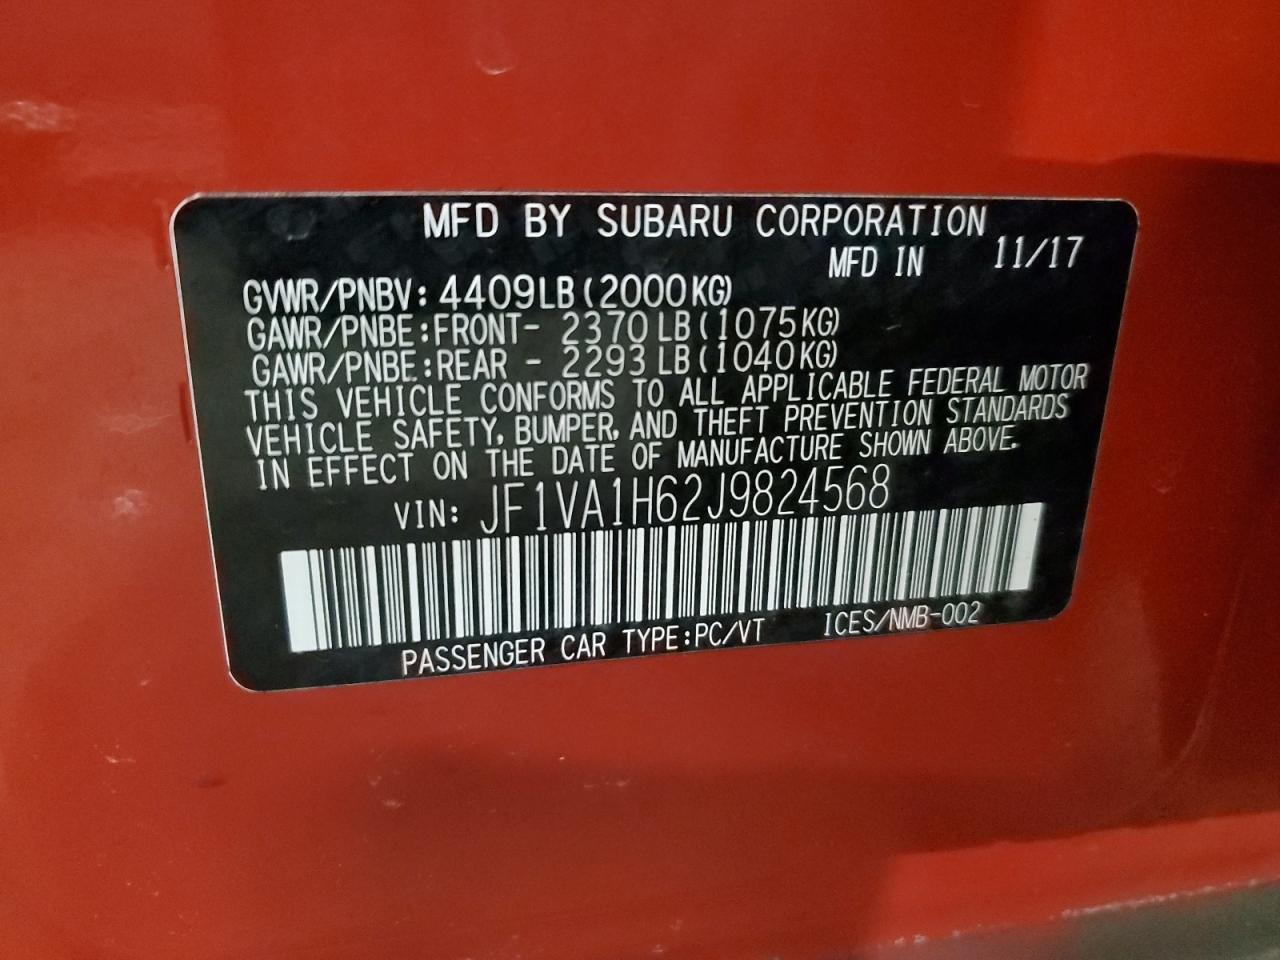 MFD BY SUBARU CORPORATION
MFD IN 11/17
GVWR/PNBV: 4409LB(2000KG)
GAWR/PNBE:FRONT- 2370LB(1075KG)
GAWR/PNBE:REAR - 2293LB(1040KG)
THIS VEHICLE CONFORMS TO ALL APPLICABLE FEDERAL MOTOR
VEHICLE SAFETY, BUMPER, AND THEFT PREVENTION STANDARDS
IN EFFECT ON THE DATE OF MANUFACTURE SHOWN ABOVE.
VIN: JF1VA1H62J9824568
PASSENGER CAR TYPE:PC/VT ICES/NMB-002